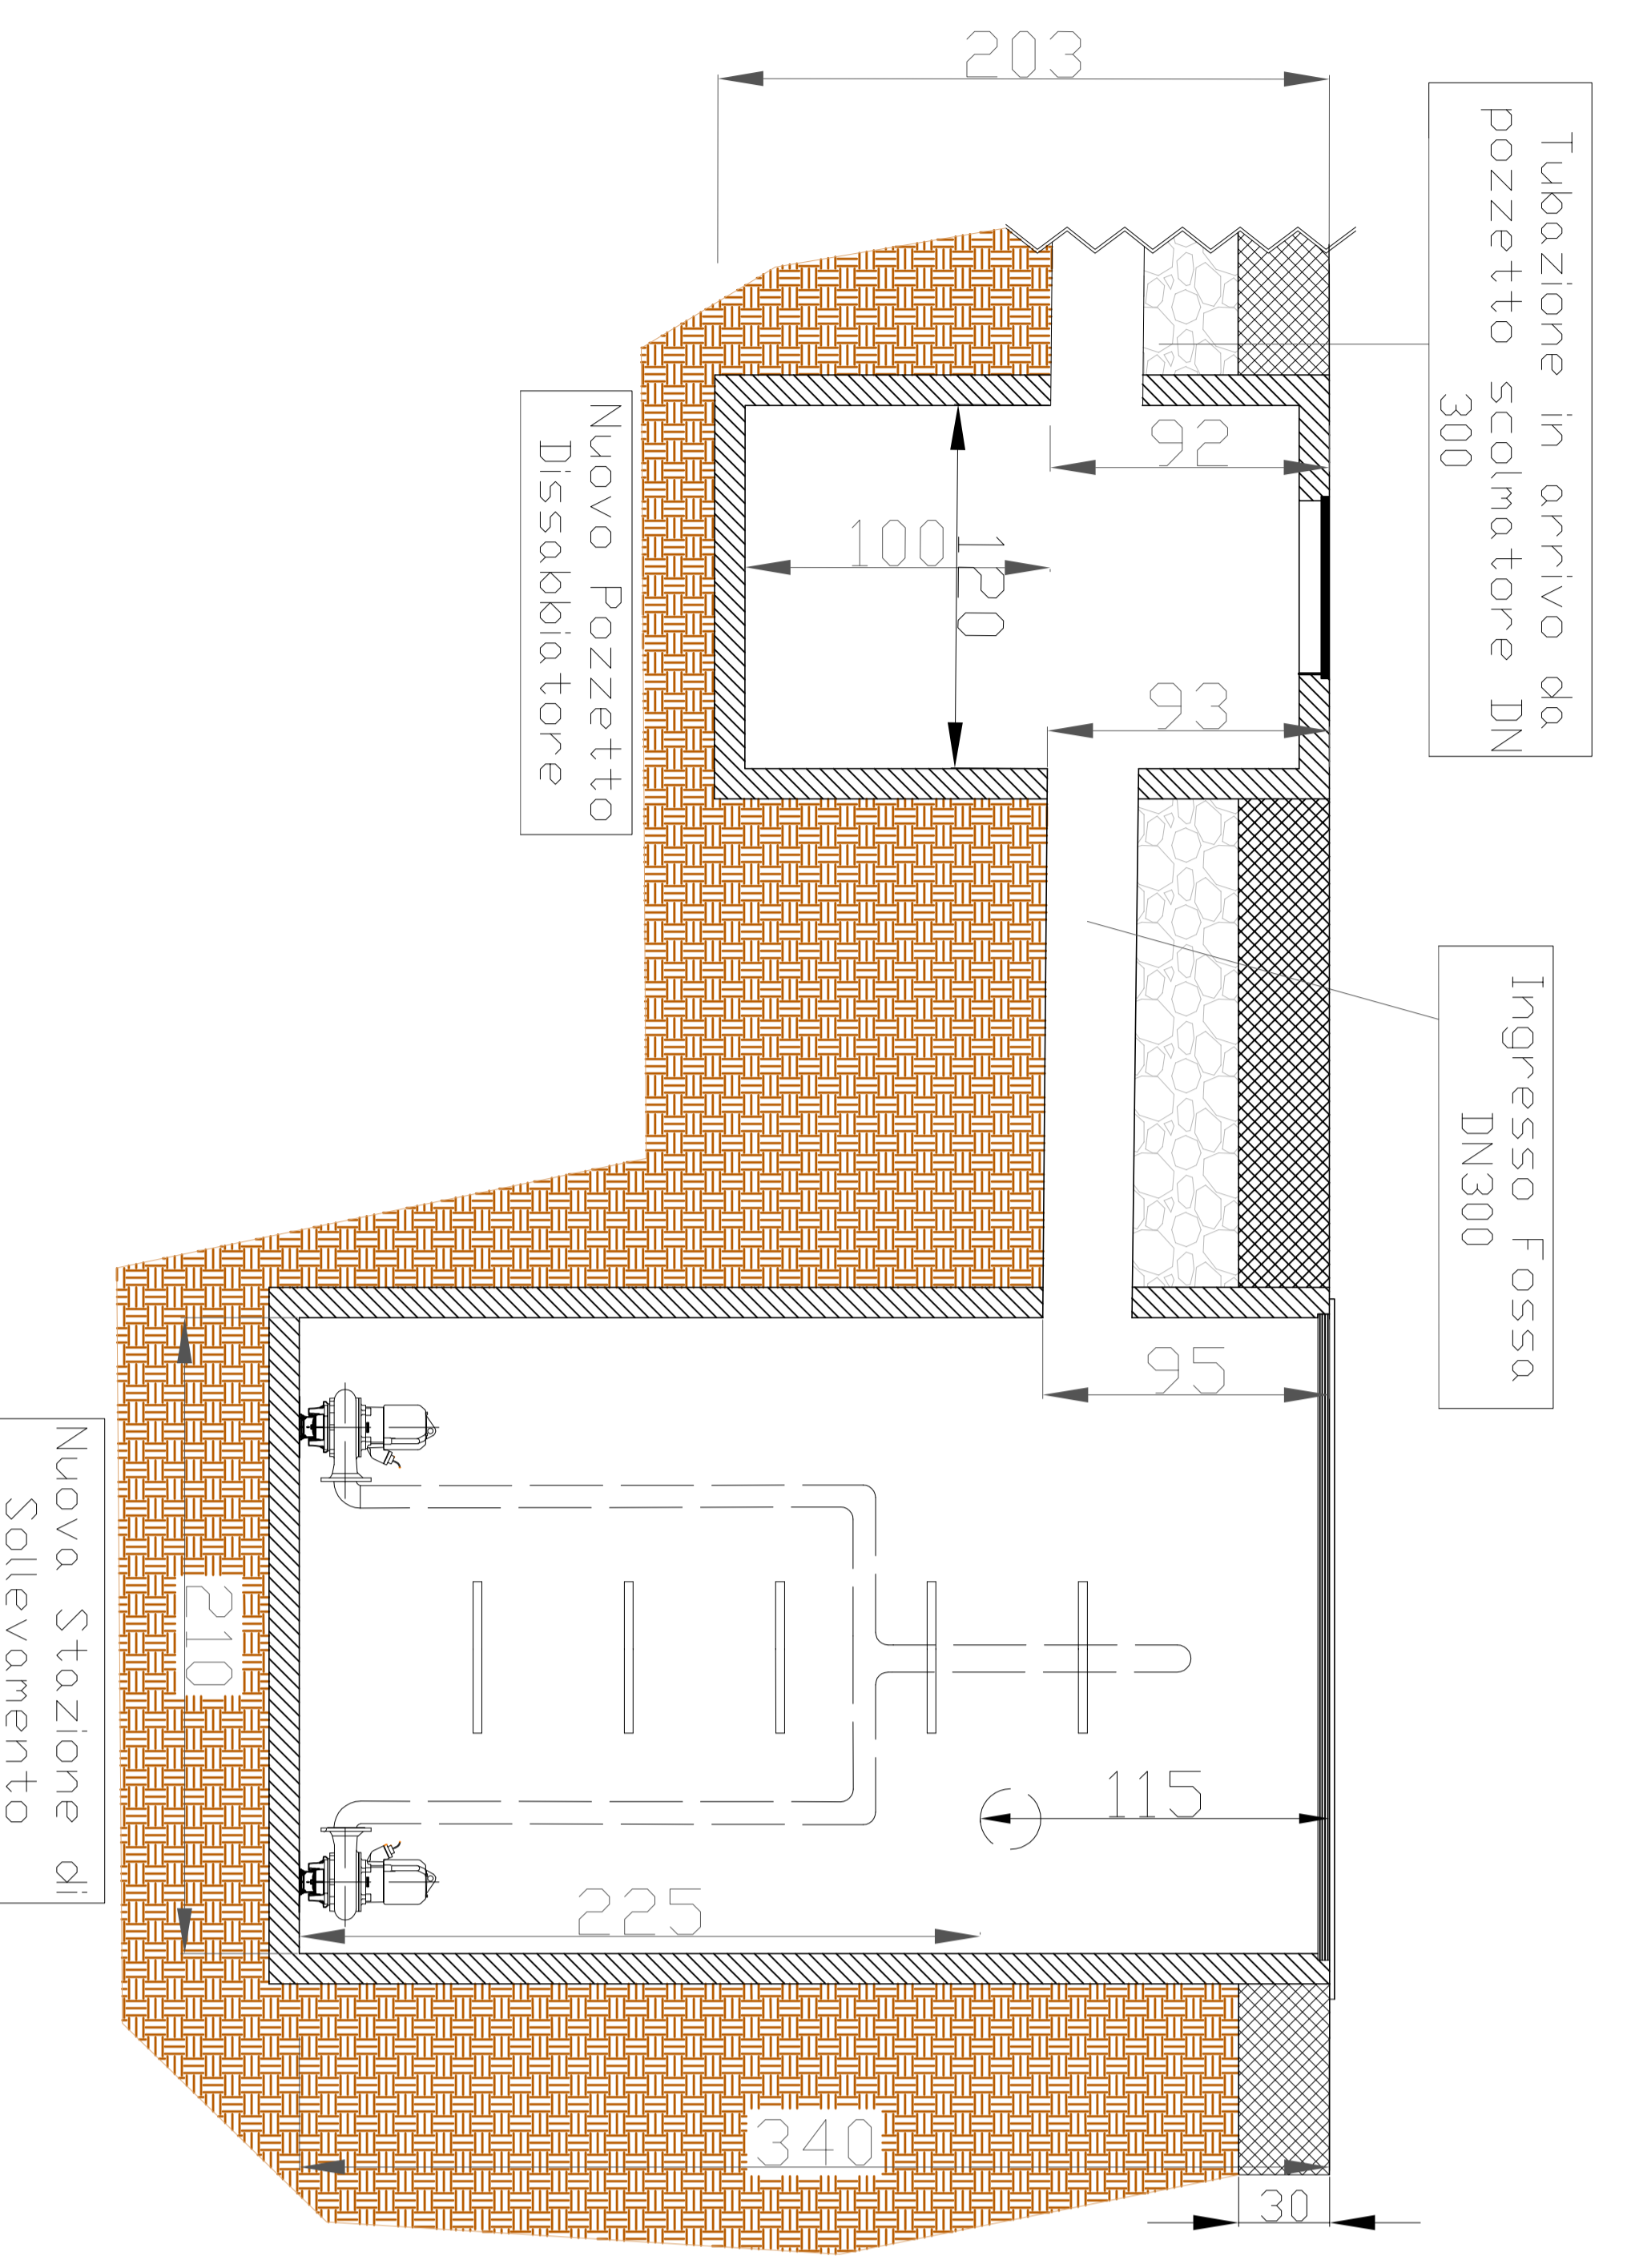 Tubazione in arrivo da
pozzetto scolmatore DN
300
Ingresso Fossa
DN300
Nuovo Pozzetto
Dissabbiatore
Nuova Stazione di
Sollevamento
203
92
100
120
93
95
115
225
210
340
30